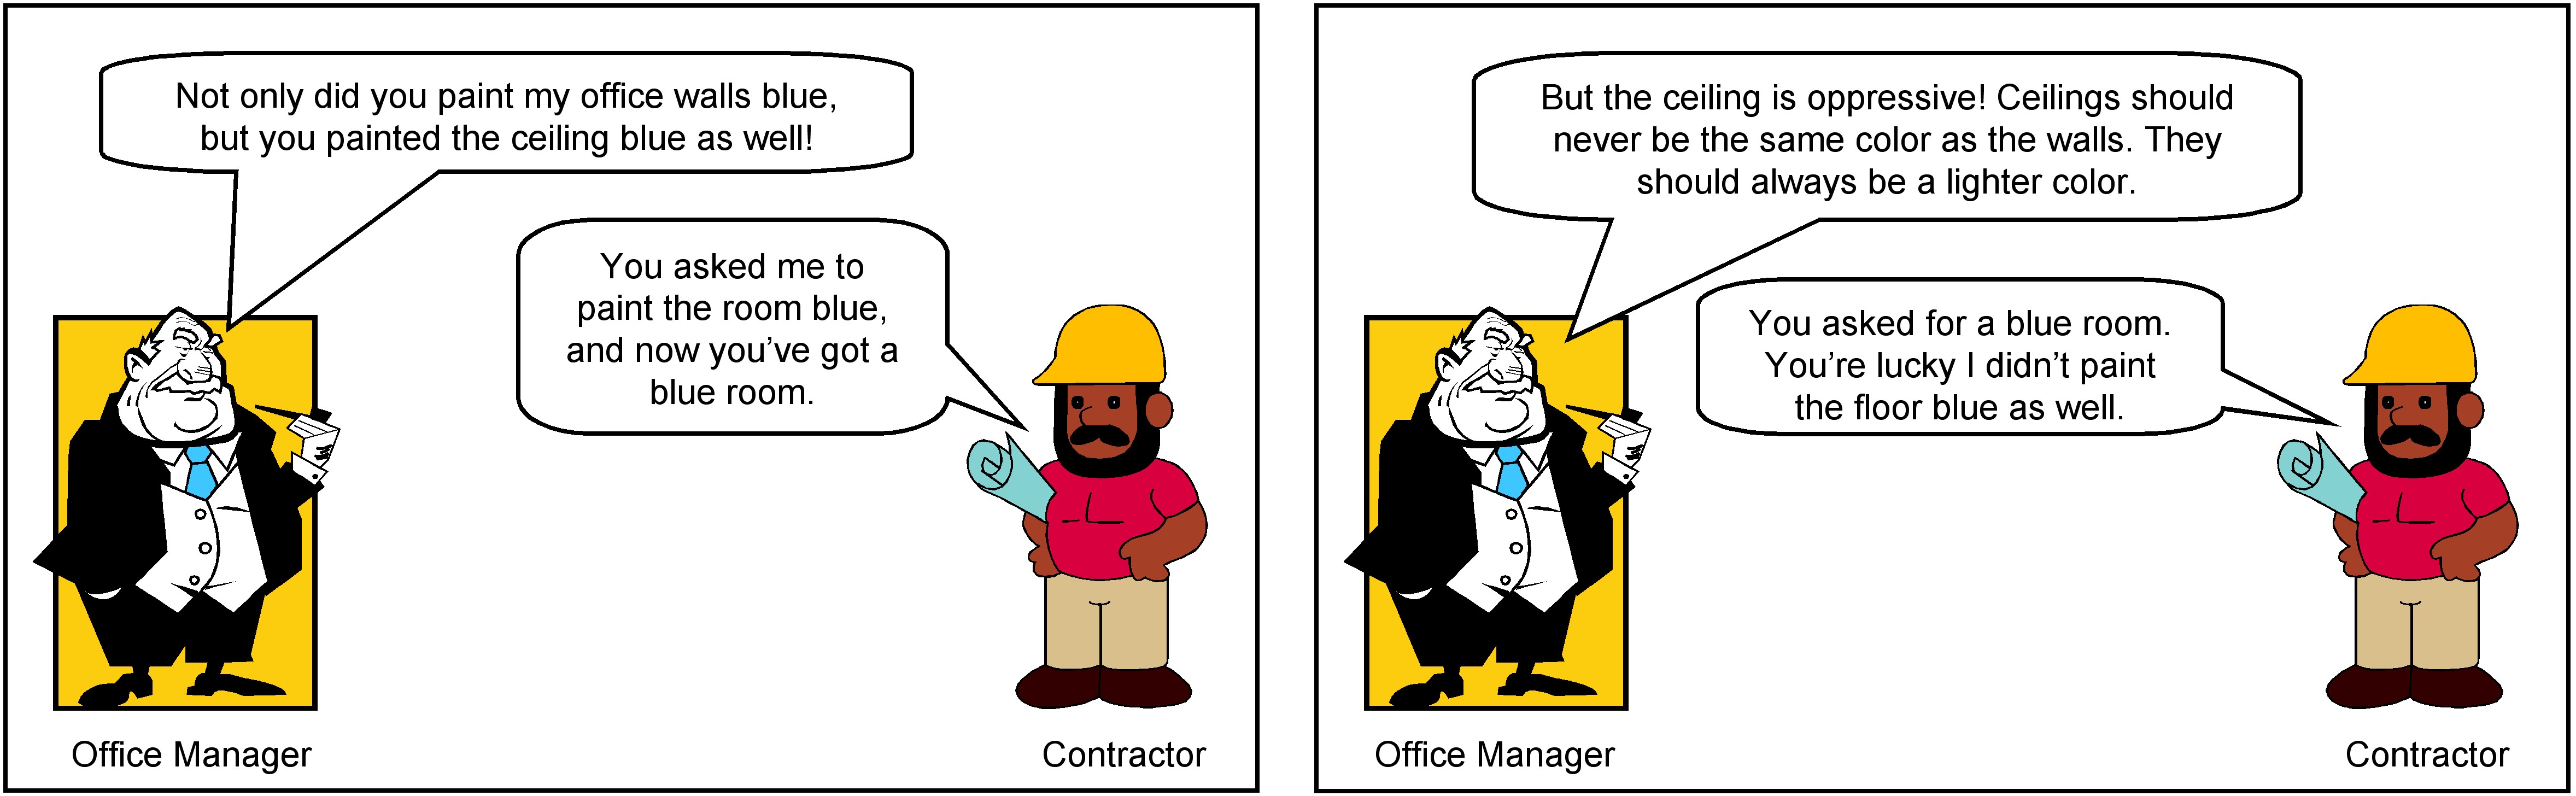 Not only did you paint my office walls blue,
but you painted the ceiling blue as well!
You asked me to
paint the room blue,
and now you’ve got a
blue room.
Office Manager
Contractor
But the ceiling is oppressive! Ceilings should
never be the same color as the walls. They
should always be a lighter color.
You asked for a blue room.
You’re lucky I didn’t paint
the floor blue as well.
Office Manager
Contractor